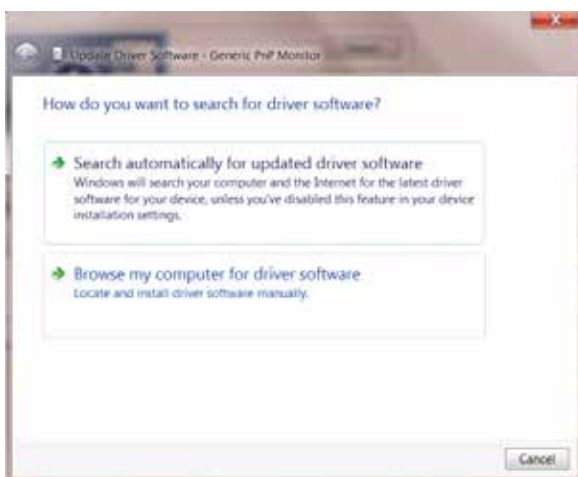 Update Driver Software - Generic PnP Monitor
How do you want to search for driver software?
Search automatically for updated driver software
Windows will search your computer and the Internet for the latest driver
software for your device, unless you've disabled this feature in your device
installation settings.
Browse my computer for driver software
Locate and install driver software manually.
Cancel